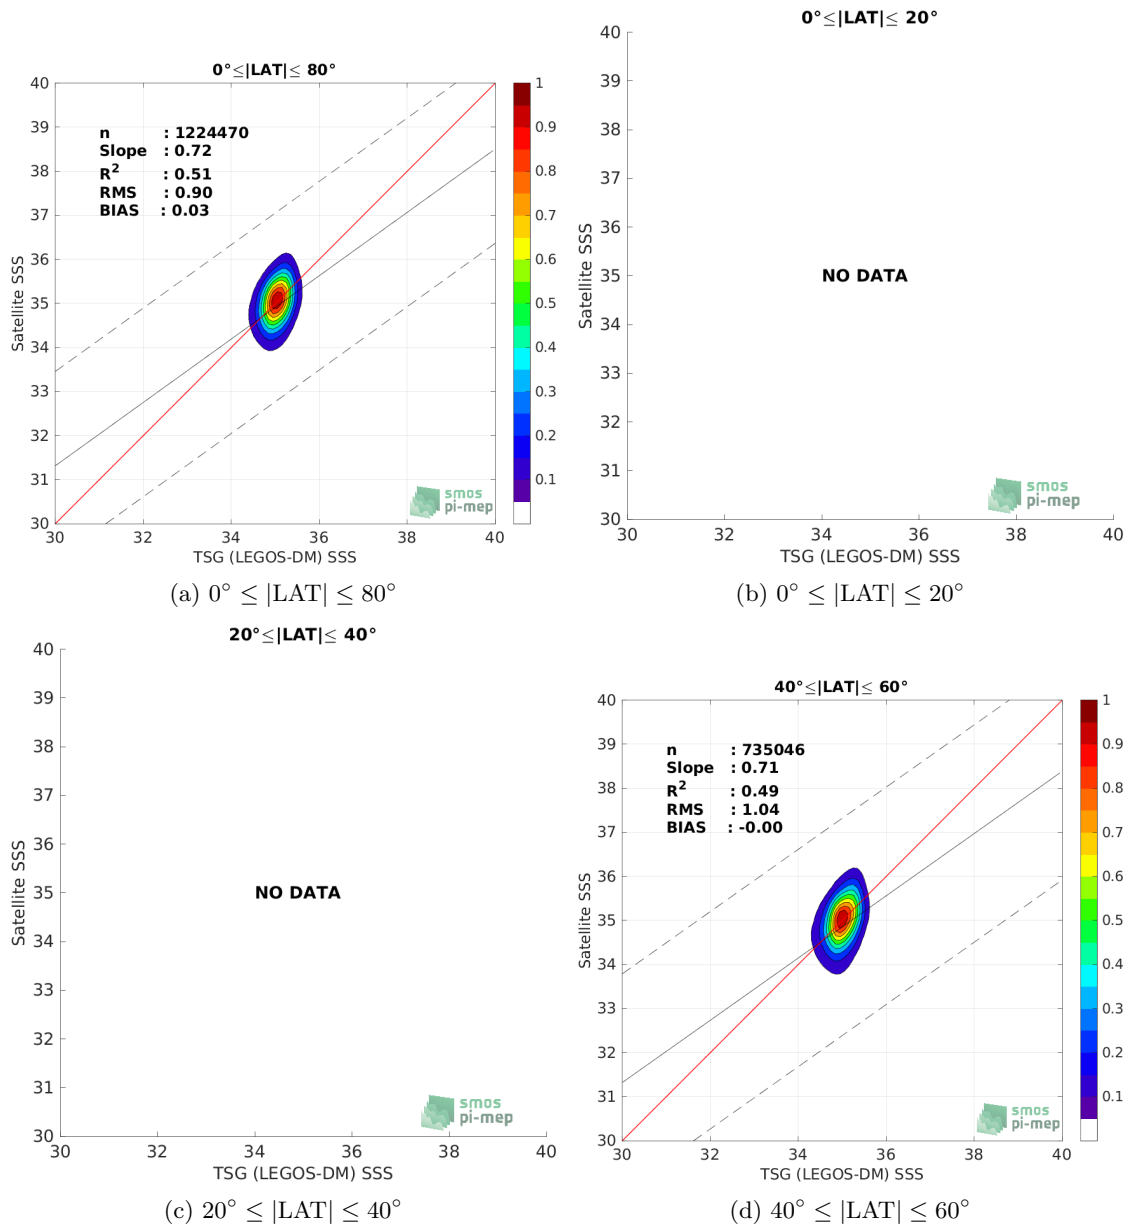 0°≤|LAT|≤ 80°
40
39
38
37
36
35
34
33
32
31
30
Satellite SSS
n : 1224470
Slope : 0.72
R² : 0.51
RMS : 0.90
BIAS : 0.03
smos
pi-mep
30 32 34 36 38 40
TSG (LEGOS-DM) SSS
1
0.9
0.8
0.7
0.6
0.5
0.4
0.3
0.2
0.1
(a) 0° ≤ |LAT| ≤ 80°
0°≤|LAT|≤ 20°
40
39
38
37
36
35
34
33
32
31
30
Satellite SSS
NO DATA
smos
pi-mep
30 32 34 36 38 40
TSG (LEGOS-DM) SSS
(b) 0° ≤ |LAT| ≤ 20°
20°≤|LAT|≤ 40°
40
39
38
37
36
35
34
33
32
31
30
Satellite SSS
NO DATA
smos
pi-mep
30 32 34 36 38 40
TSG (LEGOS-DM) SSS
(c) 20° ≤ |LAT| ≤ 40°
40°≤|LAT|≤ 60°
40
39
38
37
36
35
34
33
32
31
30
Satellite SSS
n : 735046
Slope : 0.71
R² : 0.49
RMS : 1.04
BIAS : -0.00
smos
pi-mep
30 32 34 36 38 40
TSG (LEGOS-DM) SSS
1
0.9
0.8
0.7
0.6
0.5
0.4
0.3
0.2
0.1
(d) 40° ≤ |LAT| ≤ 60°